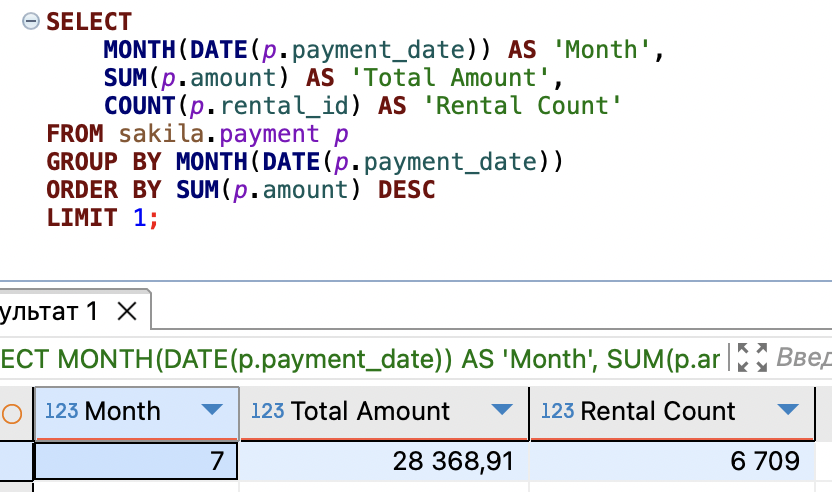 SELECT
MONTH(DATE(p.payment_date)) AS 'Month',
SUM(p.amount) AS 'Total Amount',
COUNT(p.rental_id) AS 'Rental Count'
FROM sakila.payment p
GROUP BY MONTH(DATE(p.payment_date))
ORDER BY SUM(p.amount) DESC
LIMIT 1;
ультат 1
ECT MONTH(DATE(p.payment_date)) AS 'Month', SUM(p.ar Введ
123 Month 123 Total Amount 123 Rental Count
7 28 368,91 6 709